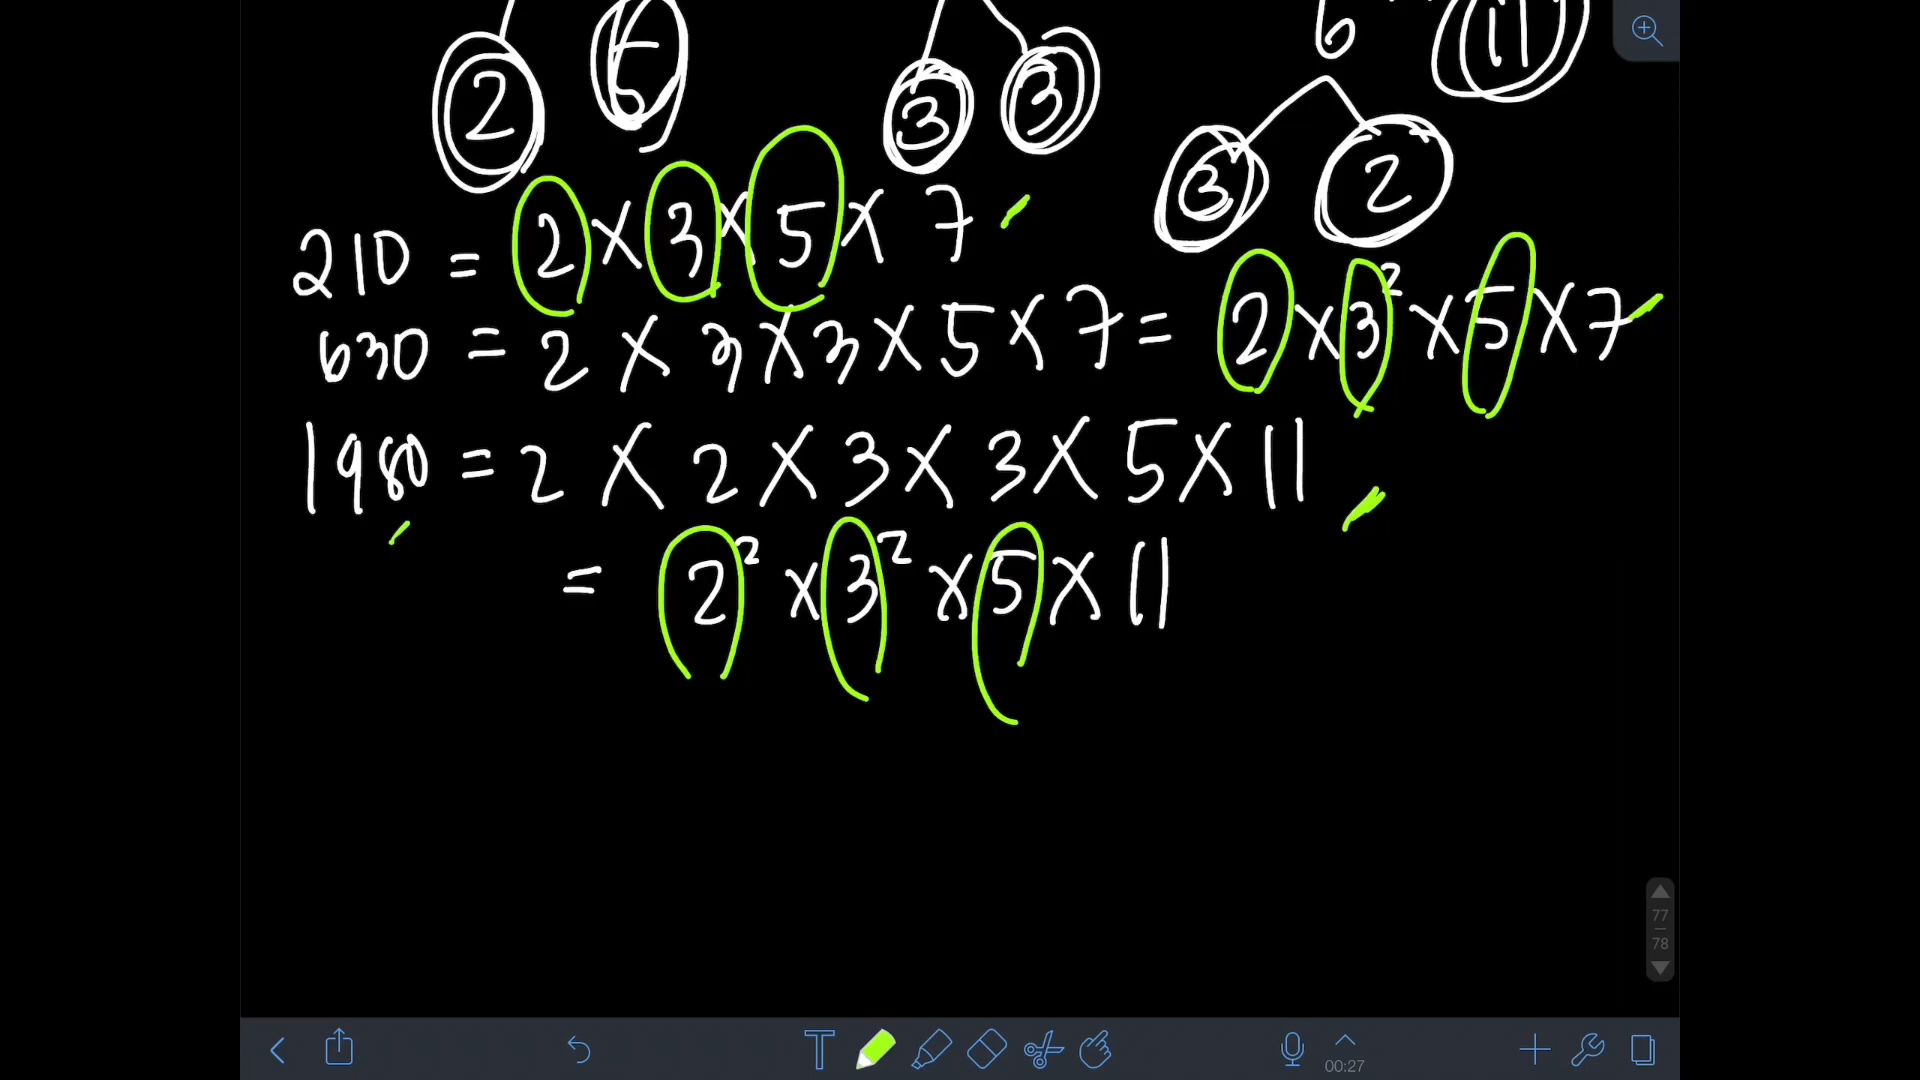 6 11
2 5 3 3
3 2
210 = 2 × 3 × 5 × 7
630 = 2 × 3 × 3 × 5 × 7 = 2 × 3² × 5 × 7
1980 = 2 × 2 × 3 × 3 × 5 × 11
= 2² × 3² × 5 × 11
77
78
T
00:27